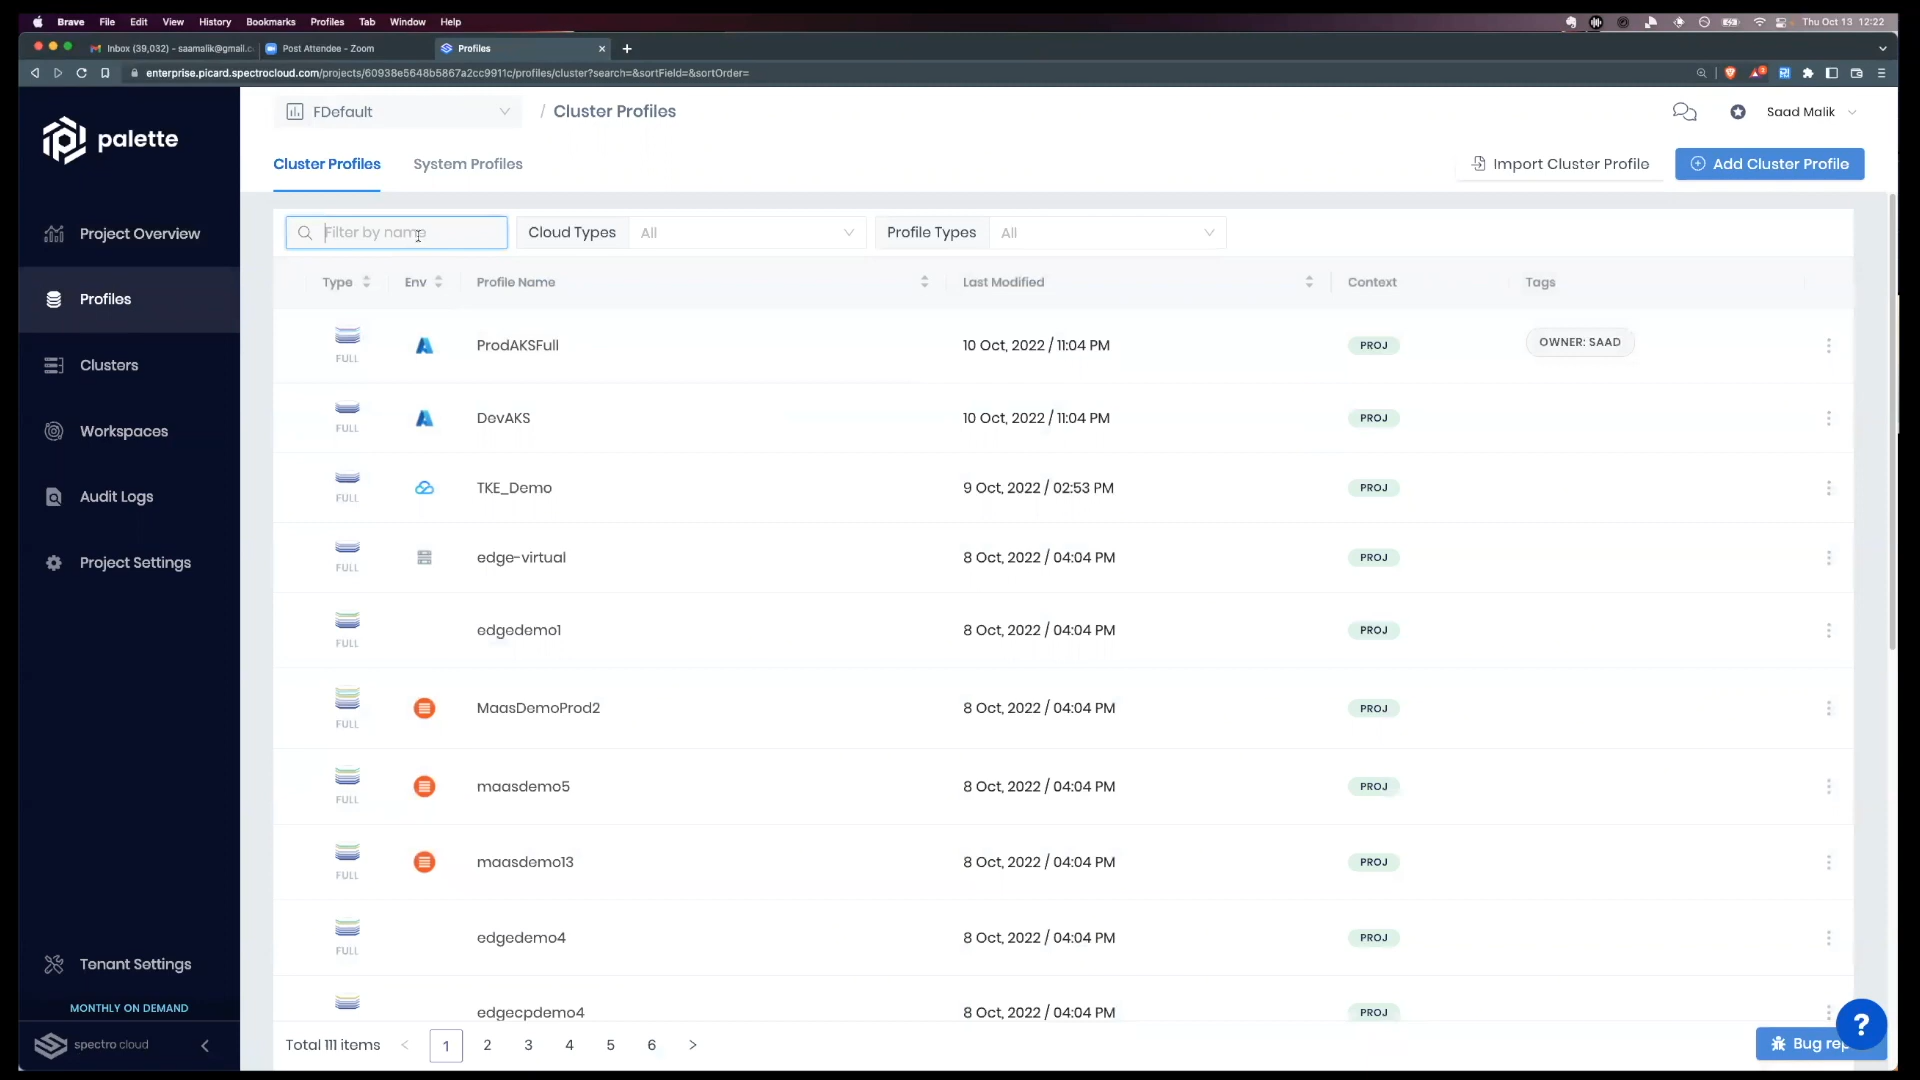 Brave File Edit View History Bookmarks Profiles Tab Window Help Thu Oct 13 12:22
Inbox (39,032) - saamalik@gmail.c Post Attendee - Zoom Profiles
enterprise.picard.spectrocloud.com/projects/60938e5648b5867a2cc9911c/profiles/cluster?search=&sortField=&sortOrder=
palette
FDefault / Cluster Profiles Saad Malik
Cluster Profiles System Profiles Import Cluster Profile Add Cluster Profile
Project Overview
Profiles
Clusters
Workspaces
Audit Logs
Project Settings
Tenant Settings
MONTHLY ON DEMAND
spectro cloud
Filter by name Cloud Types All Profile Types All
Type Env Profile Name Last Modified Context Tags
FULL ProdAKSFull 10 Oct, 2022 / 11:04 PM PROJ OWNER: SAAD
FULL DevAKS 10 Oct, 2022 / 11:04 PM PROJ
FULL TKE_Demo 9 Oct, 2022 / 02:53 PM PROJ
FULL edge-virtual 8 Oct, 2022 / 04:04 PM PROJ
FULL edgedemo1 8 Oct, 2022 / 04:04 PM PROJ
FULL MaasDemoProd2 8 Oct, 2022 / 04:04 PM PROJ
FULL maasdemo5 8 Oct, 2022 / 04:04 PM PROJ
FULL maasdemo13 8 Oct, 2022 / 04:04 PM PROJ
FULL edgedemo4 8 Oct, 2022 / 04:04 PM PROJ
edgecpdemo4 8 Oct, 2022 / 04:04 PM PROJ
Total 111 items < 1 2 3 4 5 6 >
Bug rep
?